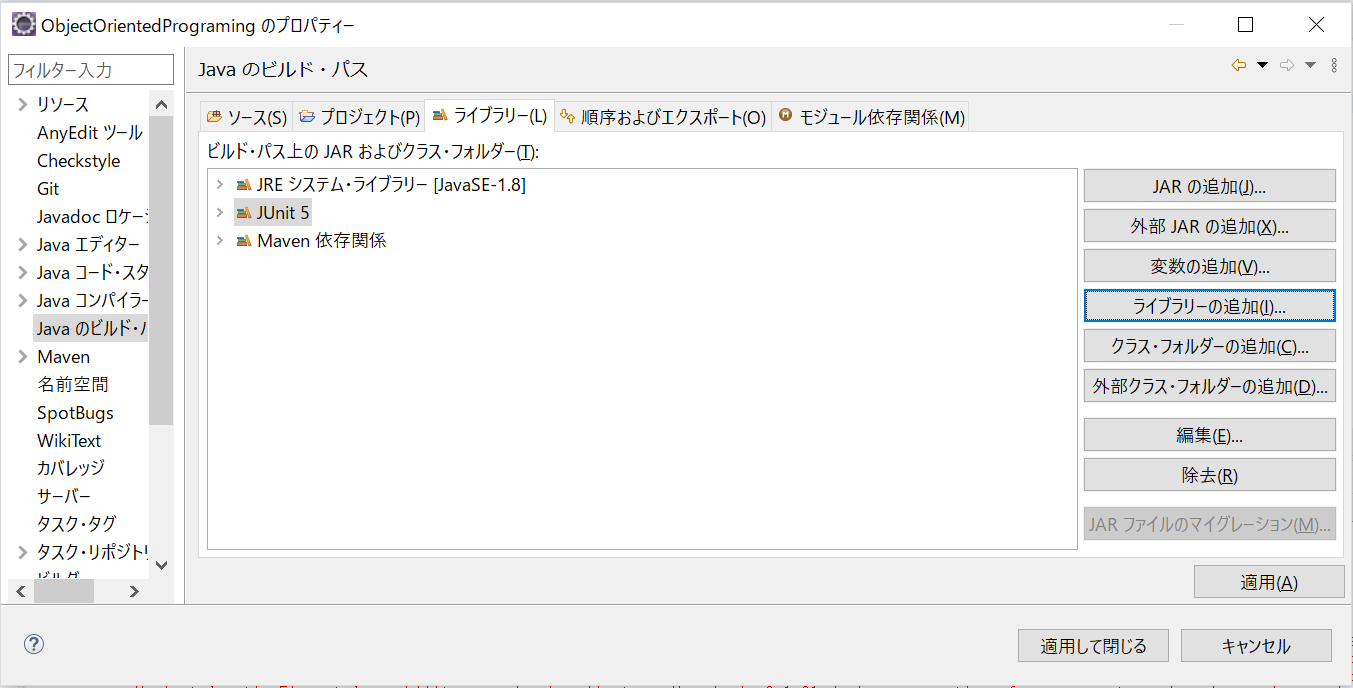 ObjectOrientedPrograming のプロパティー
フィルター入力
リソース
AnyEdit ツール
Checkstyle
Git
Javadoc ロケーシ
Java エディター
Java コード・スタ
Java コンパイラー
Java のビルド・パ
Maven
名前空間
SpotBugs
WikiText
カバレッジ
サーバー
タスク・タグ
タスク・リポジトリ
ビルダー
Java のビルド・パス
ソース(S) プロジェクト(P) ライブラリー(L) 順序およびエクスポート(O) モジュール依存関係(M)
ビルド・パス上の JAR およびクラス・フォルダー(T):
JRE システム・ライブラリー [JavaSE-1.8]
JUnit 5
Maven 依存関係
JAR の追加(J)...
外部 JAR の追加(X)...
変数の追加(V)...
ライブラリーの追加(I)...
クラス・フォルダーの追加(C)...
外部クラス・フォルダーの追加(D)...
編集(E)...
除去(R)
JAR ファイルのマイグレーション(M)...
適用(A)
適用して閉じる
キャンセル